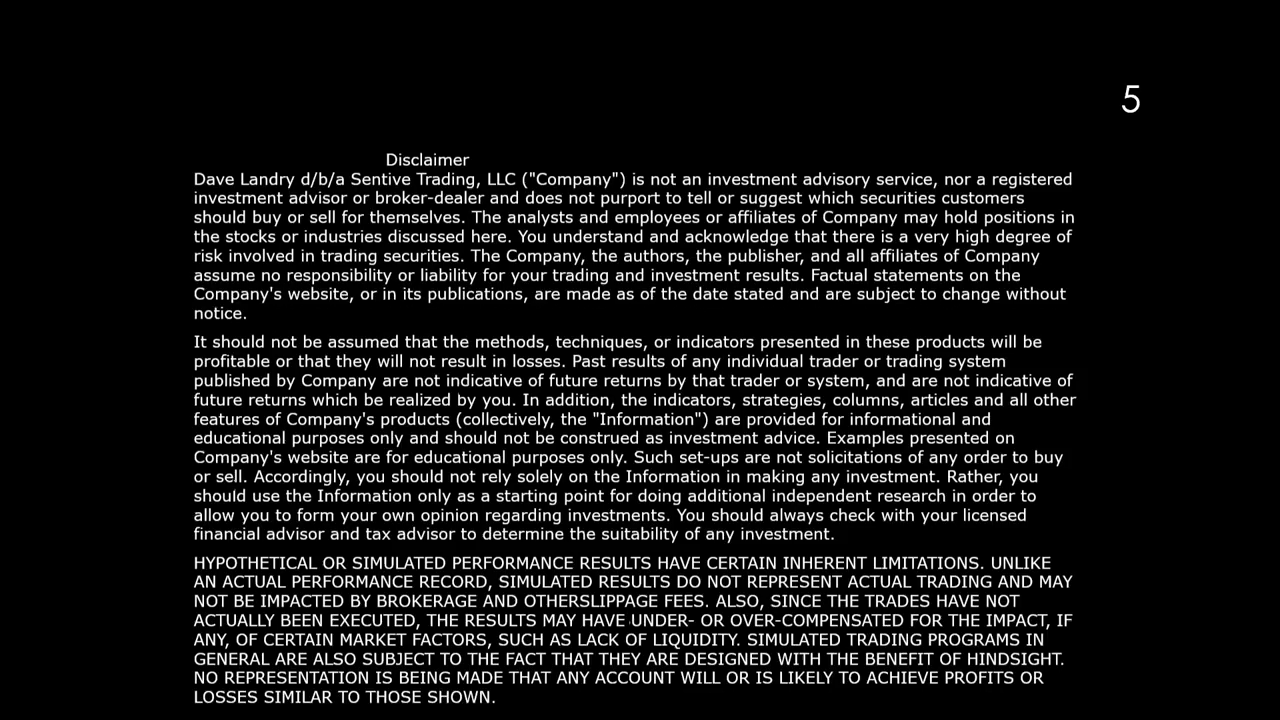 5
Disclaimer
Dave Landry d/b/a Sentive Trading, LLC ("Company") is not an investment advisory service, nor a registered
investment advisor or broker-dealer and does not purport to tell or suggest which securities customers
should buy or sell for themselves. The analysts and employees or affiliates of Company may hold positions in
the stocks or industries discussed here. You understand and acknowledge that there is a very high degree of
risk involved in trading securities. The Company, the authors, the publisher, and all affiliates of Company
assume no responsibility or liability for your trading and investment results. Factual statements on the
Company's website, or in its publications, are made as of the date stated and are subject to change without
notice.
It should not be assumed that the methods, techniques, or indicators presented in these products will be
profitable or that they will not result in losses. Past results of any individual trader or trading system
published by Company are not indicative of future returns by that trader or system, and are not indicative of
future returns which be realized by you. In addition, the indicators, strategies, columns, articles and all other
features of Company's products (collectively, the "Information") are provided for informational and
educational purposes only and should not be construed as investment advice. Examples presented on
Company's website are for educational purposes only. Such set-ups are not solicitations of any order to buy
or sell. Accordingly, you should not rely solely on the Information in making any investment. Rather, you
should use the Information only as a starting point for doing additional independent research in order to
allow you to form your own opinion regarding investments. You should always check with your licensed
financial advisor and tax advisor to determine the suitability of any investment.
HYPOTHETICAL OR SIMULATED PERFORMANCE RESULTS HAVE CERTAIN INHERENT LIMITATIONS. UNLIKE
AN ACTUAL PERFORMANCE RECORD, SIMULATED RESULTS DO NOT REPRESENT ACTUAL TRADING AND MAY
NOT BE IMPACTED BY BROKERAGE AND OTHERSLIPPAGE FEES. ALSO, SINCE THE TRADES HAVE NOT
ACTUALLY BEEN EXECUTED, THE RESULTS MAY HAVE UNDER- OR OVER-COMPENSATED FOR THE IMPACT, IF
ANY, OF CERTAIN MARKET FACTORS, SUCH AS LACK OF LIQUIDITY. SIMULATED TRADING PROGRAMS IN
GENERAL ARE ALSO SUBJECT TO THE FACT THAT THEY ARE DESIGNED WITH THE BENEFIT OF HINDSIGHT.
NO REPRESENTATION IS BEING MADE THAT ANY ACCOUNT WILL OR IS LIKELY TO ACHIEVE PROFITS OR
LOSSES SIMILAR TO THOSE SHOWN.